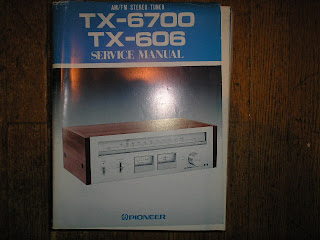 AM/FM STEREO TUNER
TX-6700
TX-606
SERVICE MANUAL
PIONEER